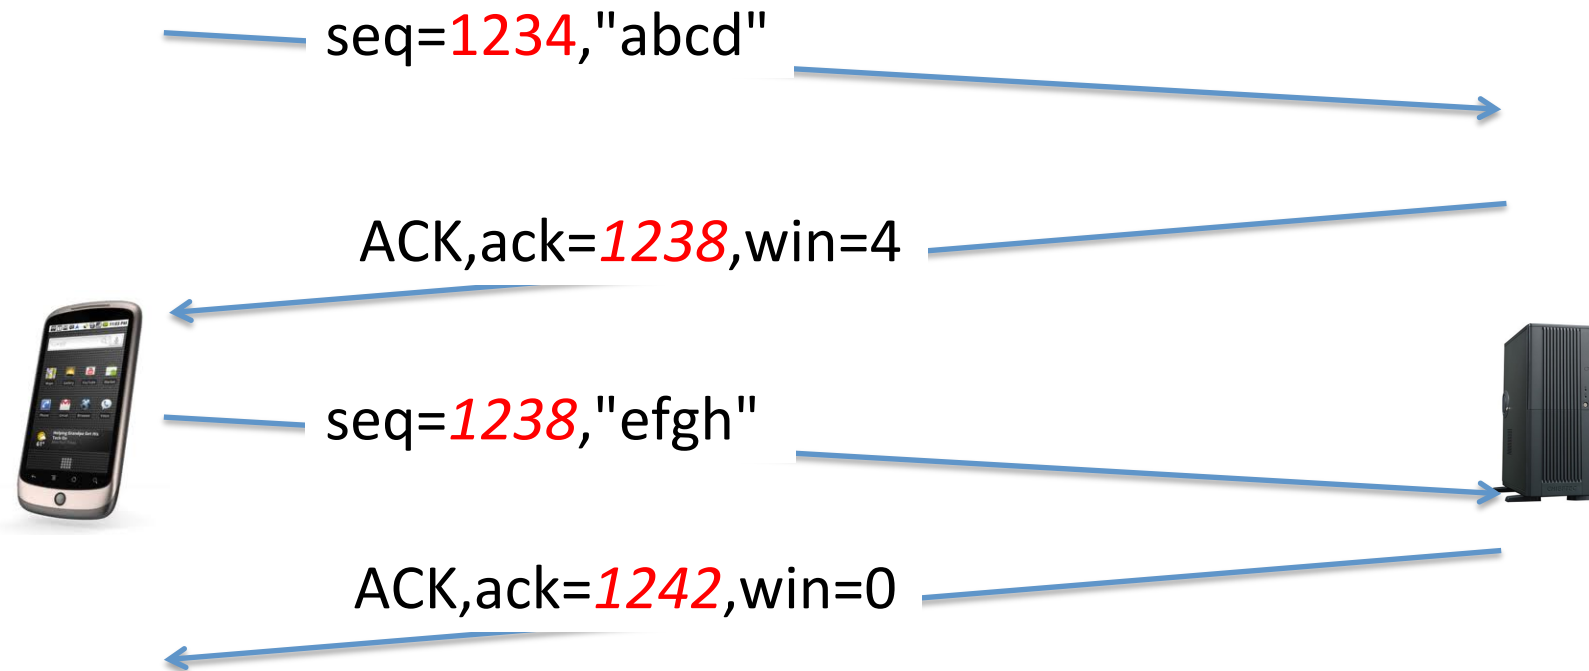 seq=1234,"abcd"
ACK,ack=1238,win=4
seq=1238,"efgh"
ACK,ack=1242,win=0